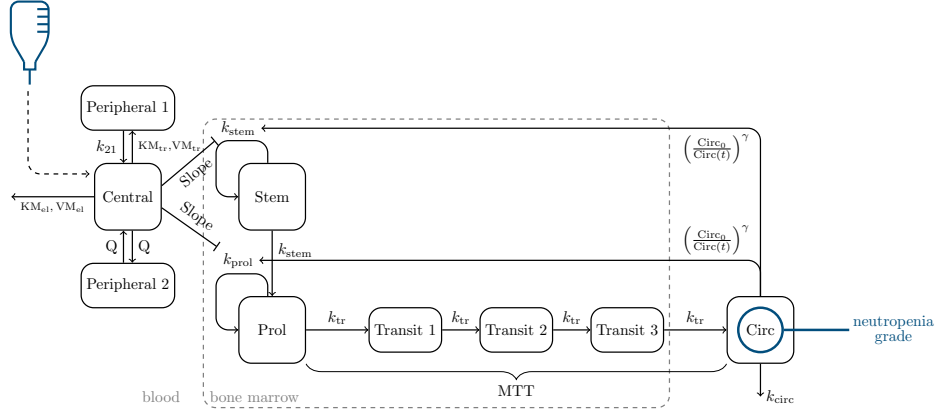 Peripheral 1
k21
KMtr,VMtr
Central
KMel,VMel
Q
Q
Peripheral 2
Slope
Slope
kstem
Stem
kstem
kprol
Prol
ktr
Transit 1
ktr
Transit 2
ktr
Transit 3
ktr
Circ
(Circ0/Circ(t))γ
(Circ0/Circ(t))γ
neutropenia
grade
MTT
kcirc
blood
bone marrow